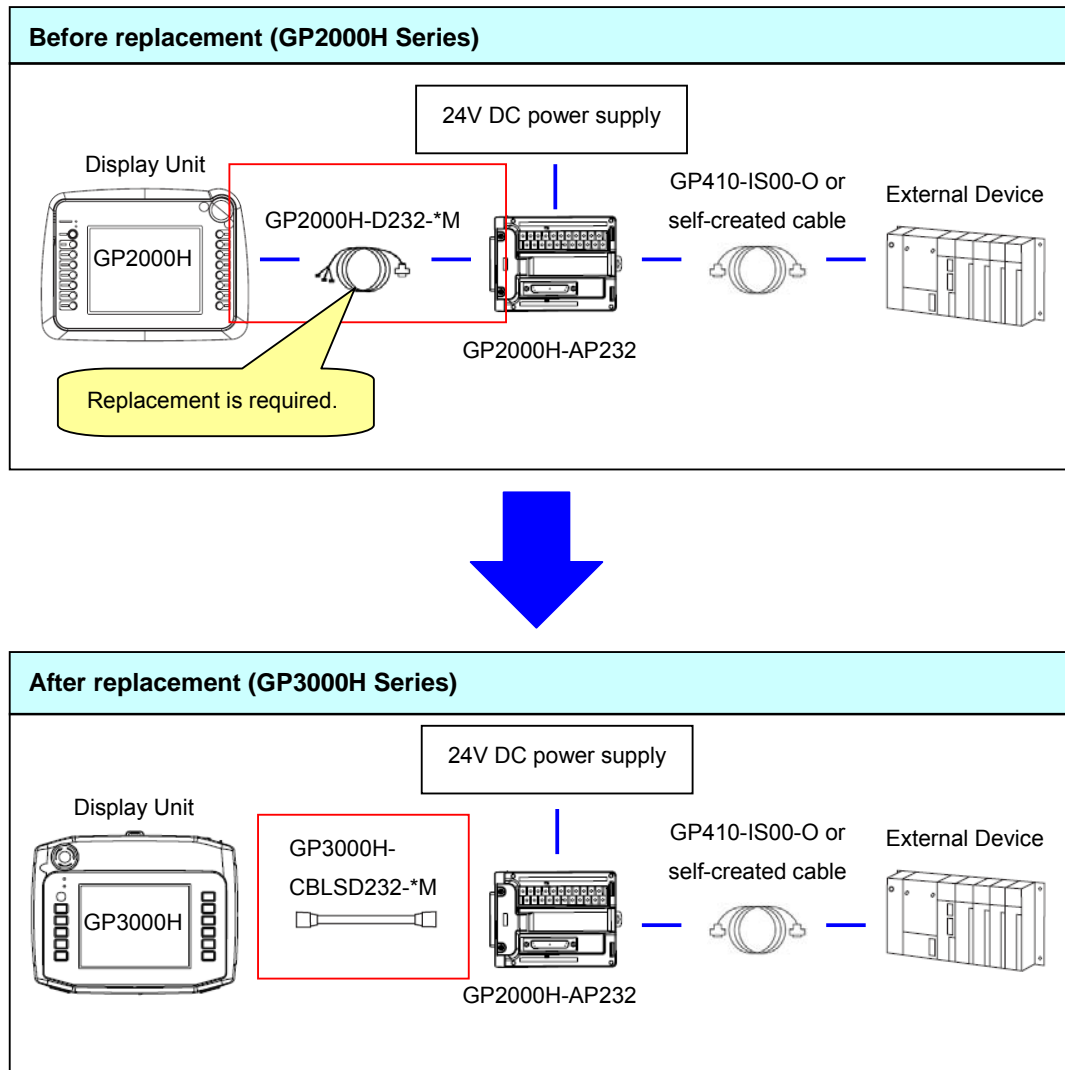 Before replacement (GP2000H Series)
24V DC power supply
Display Unit
GP410-IS00-O or
self-created cable
External Device
GP2000H-D232-*M
GP2000H
GP2000H-AP232
Replacement is required.
After replacement (GP3000H Series)
24V DC power supply
Display Unit
GP410-IS00-O or
self-created cable
External Device
GP3000H-
CBLSD232-*M
GP3000H
GP2000H-AP232